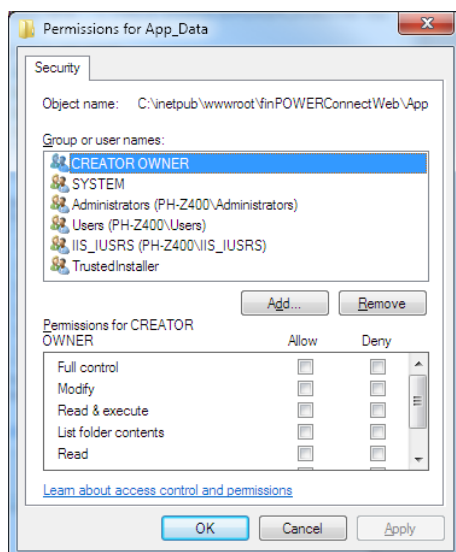 Permissions for App_Data
Security
Object name: C:\inetpub\wwwroot\finPOWERConnectWeb\App
Group or user names:
CREATOR OWNER
SYSTEM
Administrators (PH-Z400\Administrators)
Users (PH-Z400\Users)
IIS_IUSRS (PH-Z400\IIS_IUSRS)
TrustedInstaller
Add... Remove
Permissions for CREATOR
OWNER Allow Deny
Full control
Modify
Read & execute
List folder contents
Read
Learn about access control and permissions
OK Cancel Apply